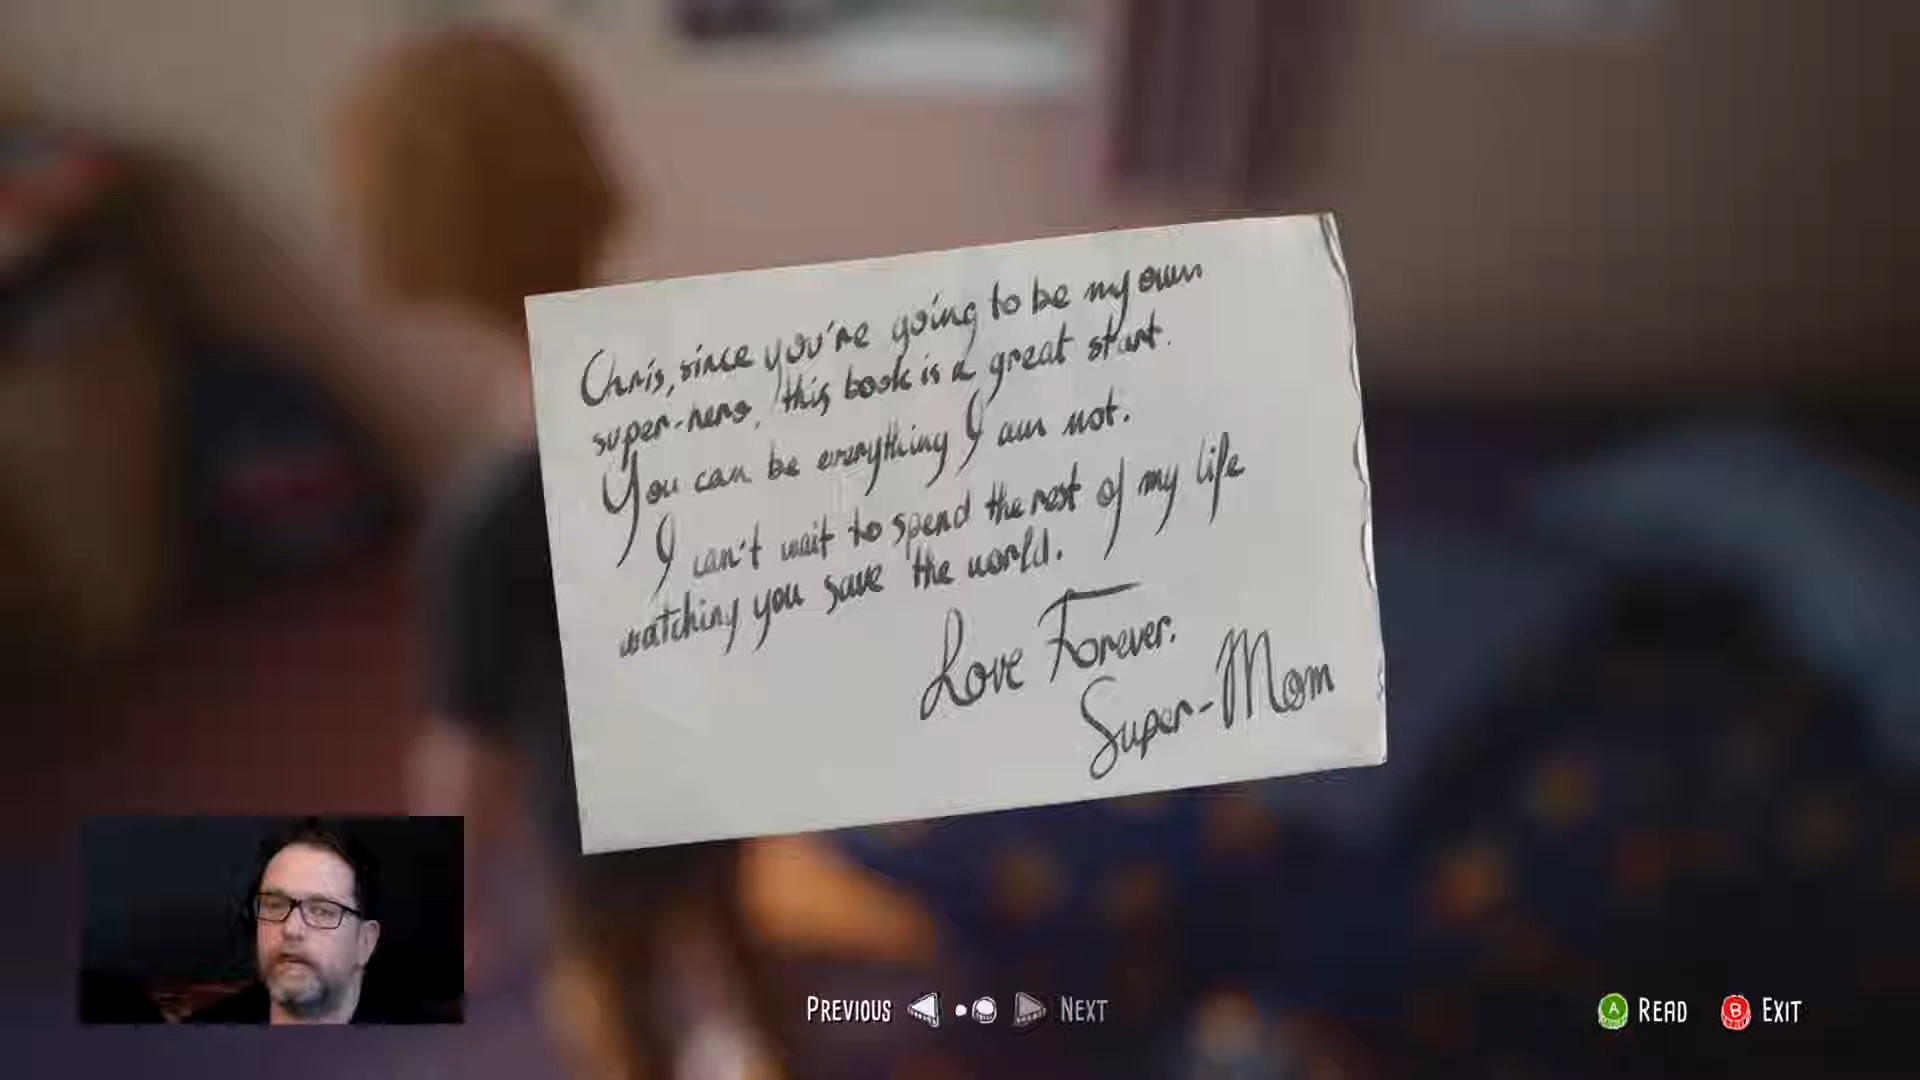 Chris, since you're going to be my own
super-hero, this book is a great start.
You can be everything I am not.
I can't wait to spend the rest of my life
watching you save the world.
Love Forever.
Super-Mom
PREVIOUS
NEXT
A READ
B EXIT